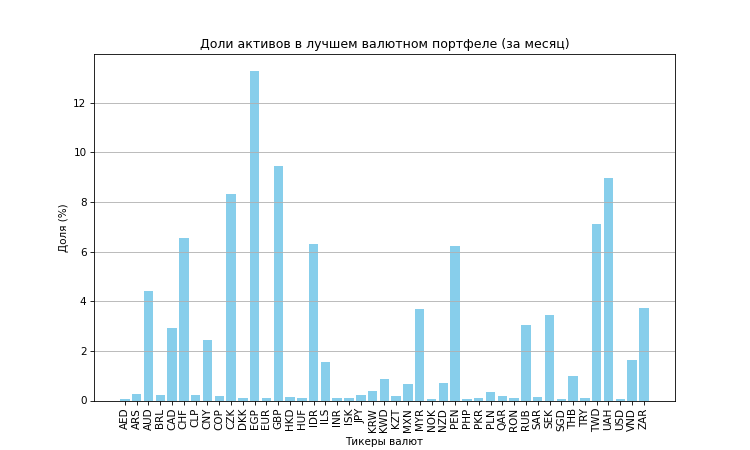 Доли активов в лучшем валютном портфеле (за месяц)
Доля (%)
12
10
8
6
4
2
0
AED ARS AUD BRL CAD CHF CLP CNY COP CZK DKK EGP EUR GBP HKD HUF IDR ILS INR ISK JPY KRW KWD KZT MXN MYR NOK NZD PEN PHP PKR PLN QAR RON RUB SAR SEK SGD THB TRY TWD UAH USD VND ZAR
Тикеры валют